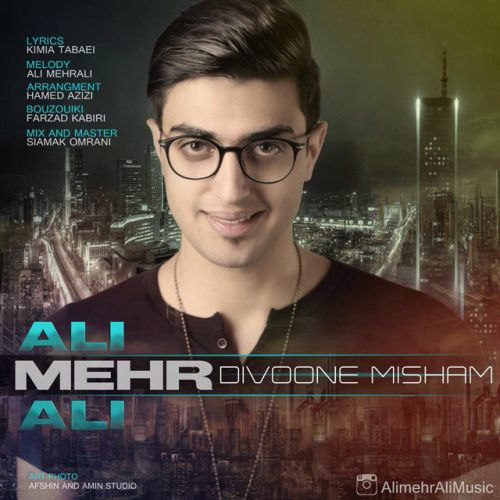 LYRICS
KIMIA TABAEI
MELODY
ALI MEHRALI
ARRANGMENT
HAMED AZIZI
BOUZOUIKI
FARZAD KABIRI
MIX AND MASTER
SIAMAK OMRANI
ALI
MEHR
ALI
DIVOONE MISHAM
ART PHOTO
AFSHIN AND AMIN STUDIO
AlimehrAliMusic